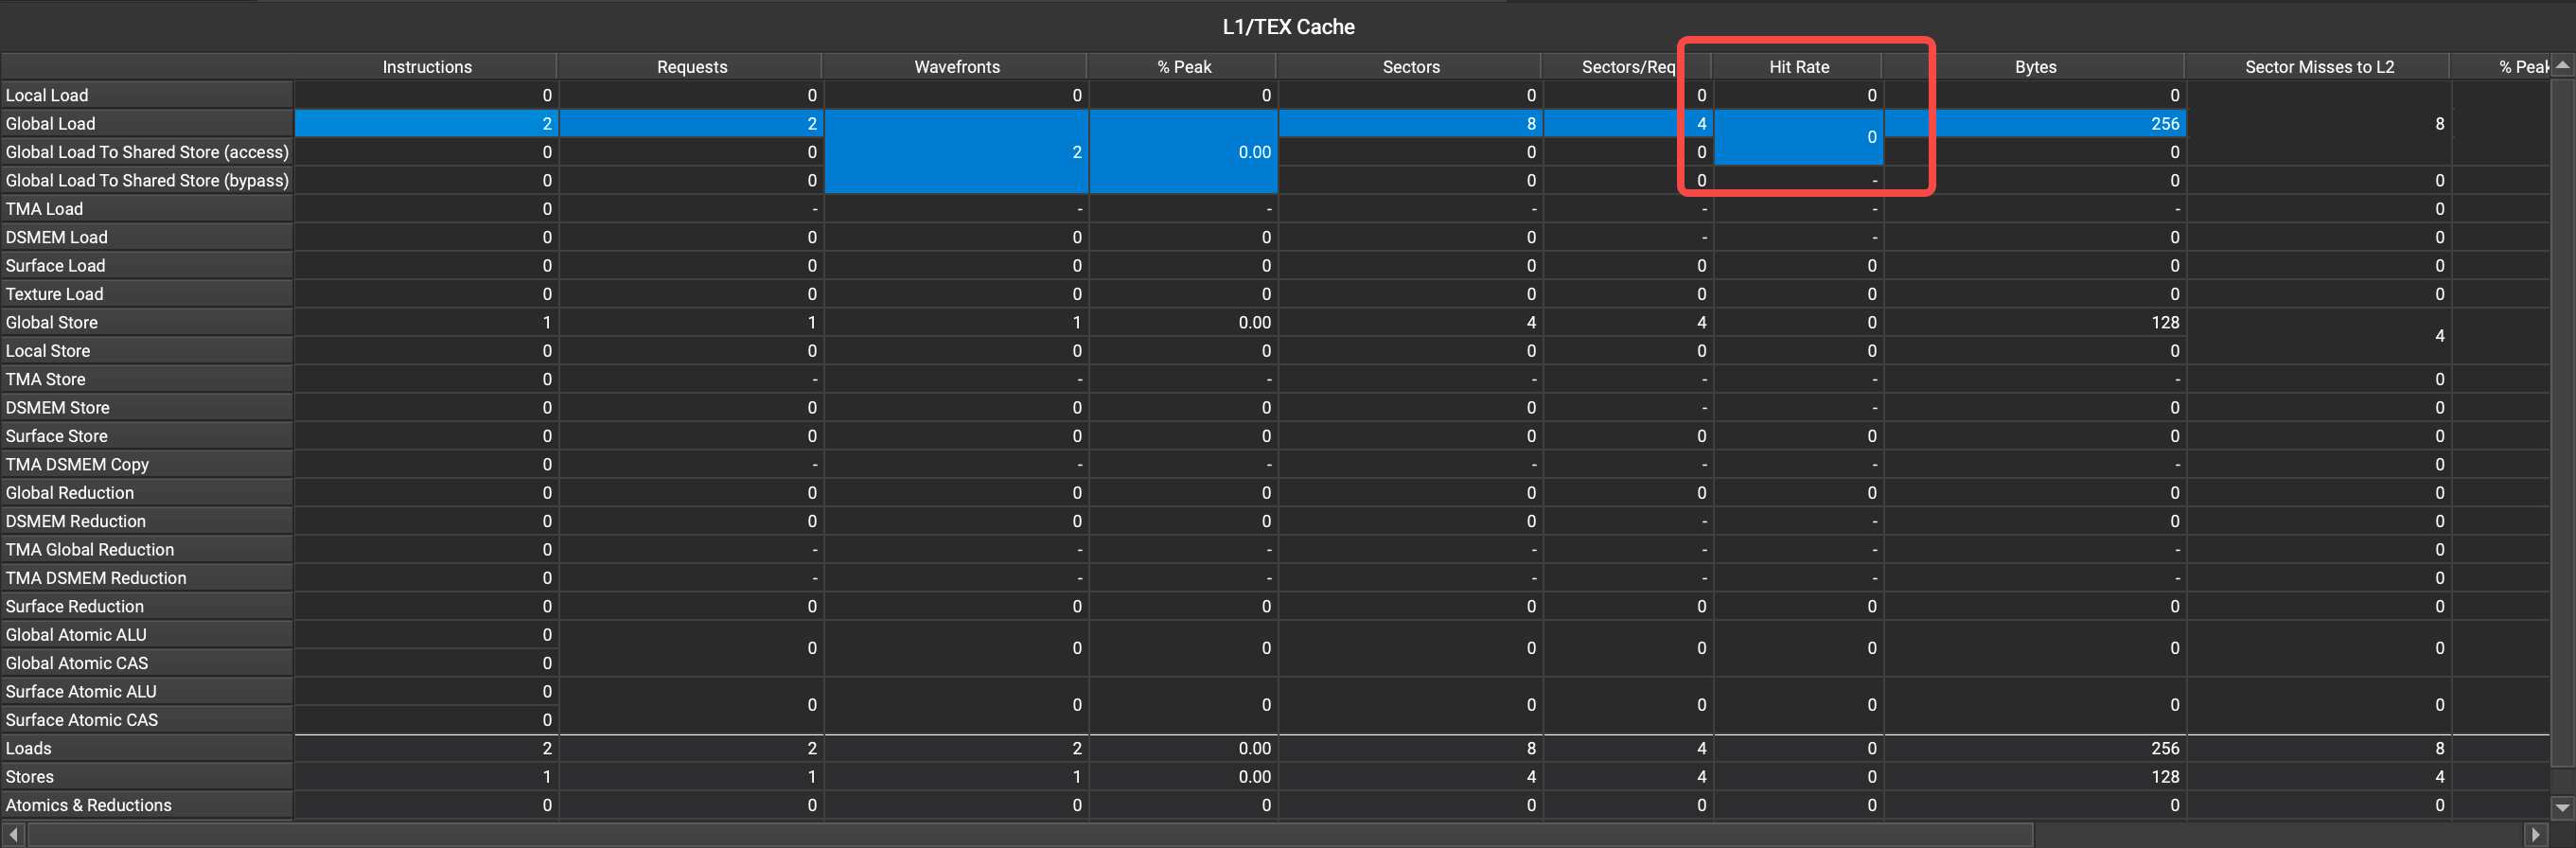 L1/TEX Cache
Instructions Requests Wavefronts % Peak Sectors Sectors/Req Hit Rate Bytes Sector Misses to L2 % Peak
Local Load 0 0 0 0 0 0 0 0
Global Load 2 2 8 4 0 256 8
Global Load To Shared Store (access) 0 0 2 0.00 0 0 0
Global Load To Shared Store (bypass) 0 0 0 0 - 0 0
TMA Load 0 - - - - - - - 0
DSMEM Load 0 0 0 0 0 - - 0 0
Surface Load 0 0 0 0 0 0 0 0 0
Texture Load 0 0 0 0 0 0 0 0 0
Global Store 1 1 1 0.00 4 4 0 128 4
Local Store 0 0 0 0 0 0 0 0
TMA Store 0 - - - - - - - 0
DSMEM Store 0 0 0 0 0 - - 0 0
Surface Store 0 0 0 0 0 0 0 0 0
TMA DSMEM Copy 0 - - - - - - - 0
Global Reduction 0 0 0 0 0 0 0 0 0
DSMEM Reduction 0 0 0 0 0 - - 0 0
TMA Global Reduction 0 - - - - - - - 0
TMA DSMEM Reduction 0 - - - - - - - 0
Surface Reduction 0 0 0 0 0 0 0 0 0
Global Atomic ALU 0 0 0 0 0 0 0 0 0
Global Atomic CAS 0
Surface Atomic ALU 0 0 0 0 0 0 0 0 0
Surface Atomic CAS 0
Loads 2 2 2 0.00 8 4 0 256 8
Stores 1 1 1 0.00 4 4 0 128 4
Atomics & Reductions 0 0 0 0 0 0 0 0 0